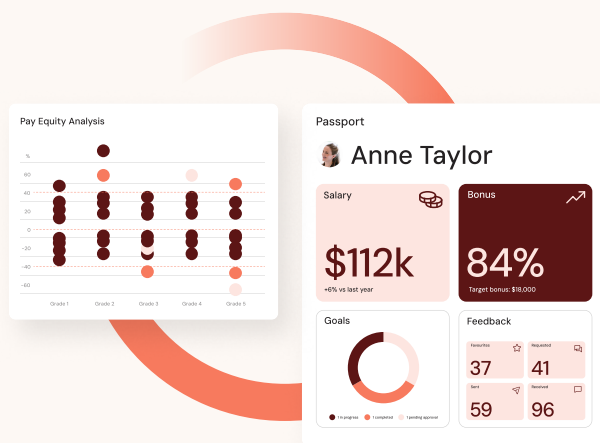 Pay Equity Analysis
%
60
40
20
0
-20
-40
-60
Grade 1
Grade 2
Grade 3
Grade 4
Grade 5
Passport
Anne Taylor
Salary
$112k
+6% vs last year
Bonus
84%
Target bonus: $18,000
Goals
1 in progress
1 completed
1 pending approval
Feedback
Favourites
37
Requested
41
Sent
59
Received
96